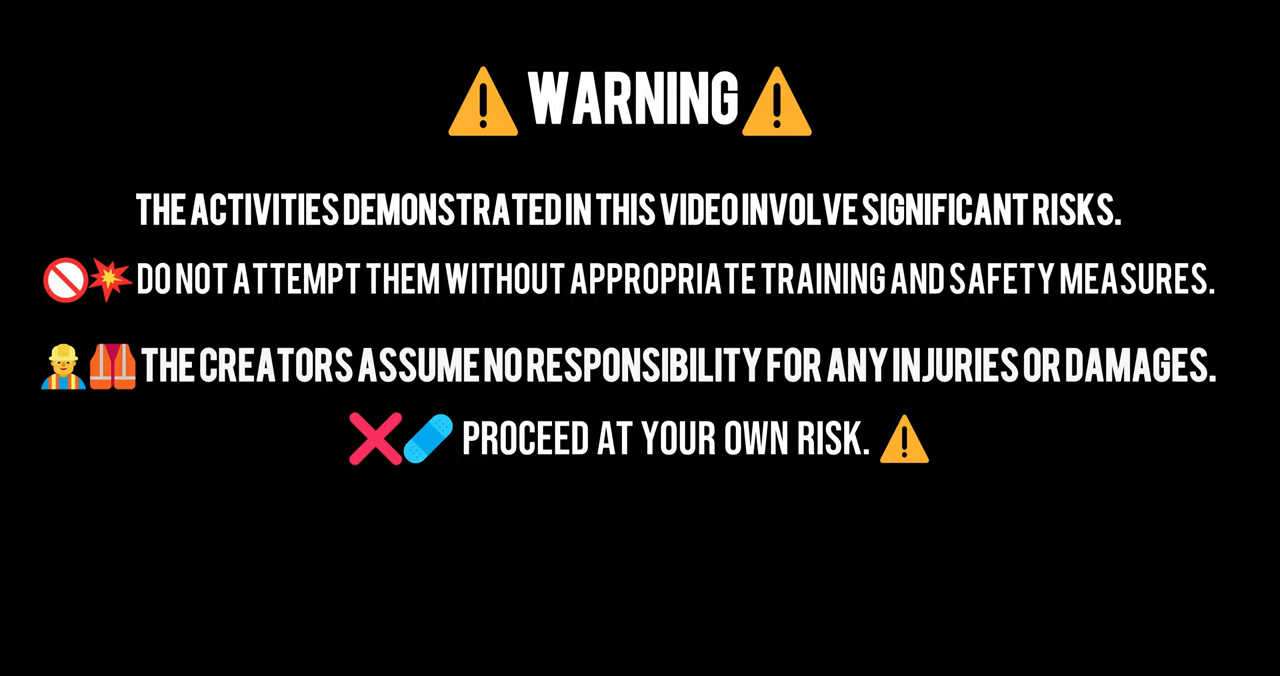 ⚠️ WARNING ⚠️
THE ACTIVITIES DEMONSTRATED IN THIS VIDEO INVOLVE SIGNIFICANT RISKS.
🚫💥 DO NOT ATTEMPT THEM WITHOUT APPROPRIATE TRAINING AND SAFETY MEASURES.
👷🦺 THE CREATORS ASSUME NO RESPONSIBILITY FOR ANY INJURIES OR DAMAGES.
❌🩹 PROCEED AT YOUR OWN RISK. ⚠️